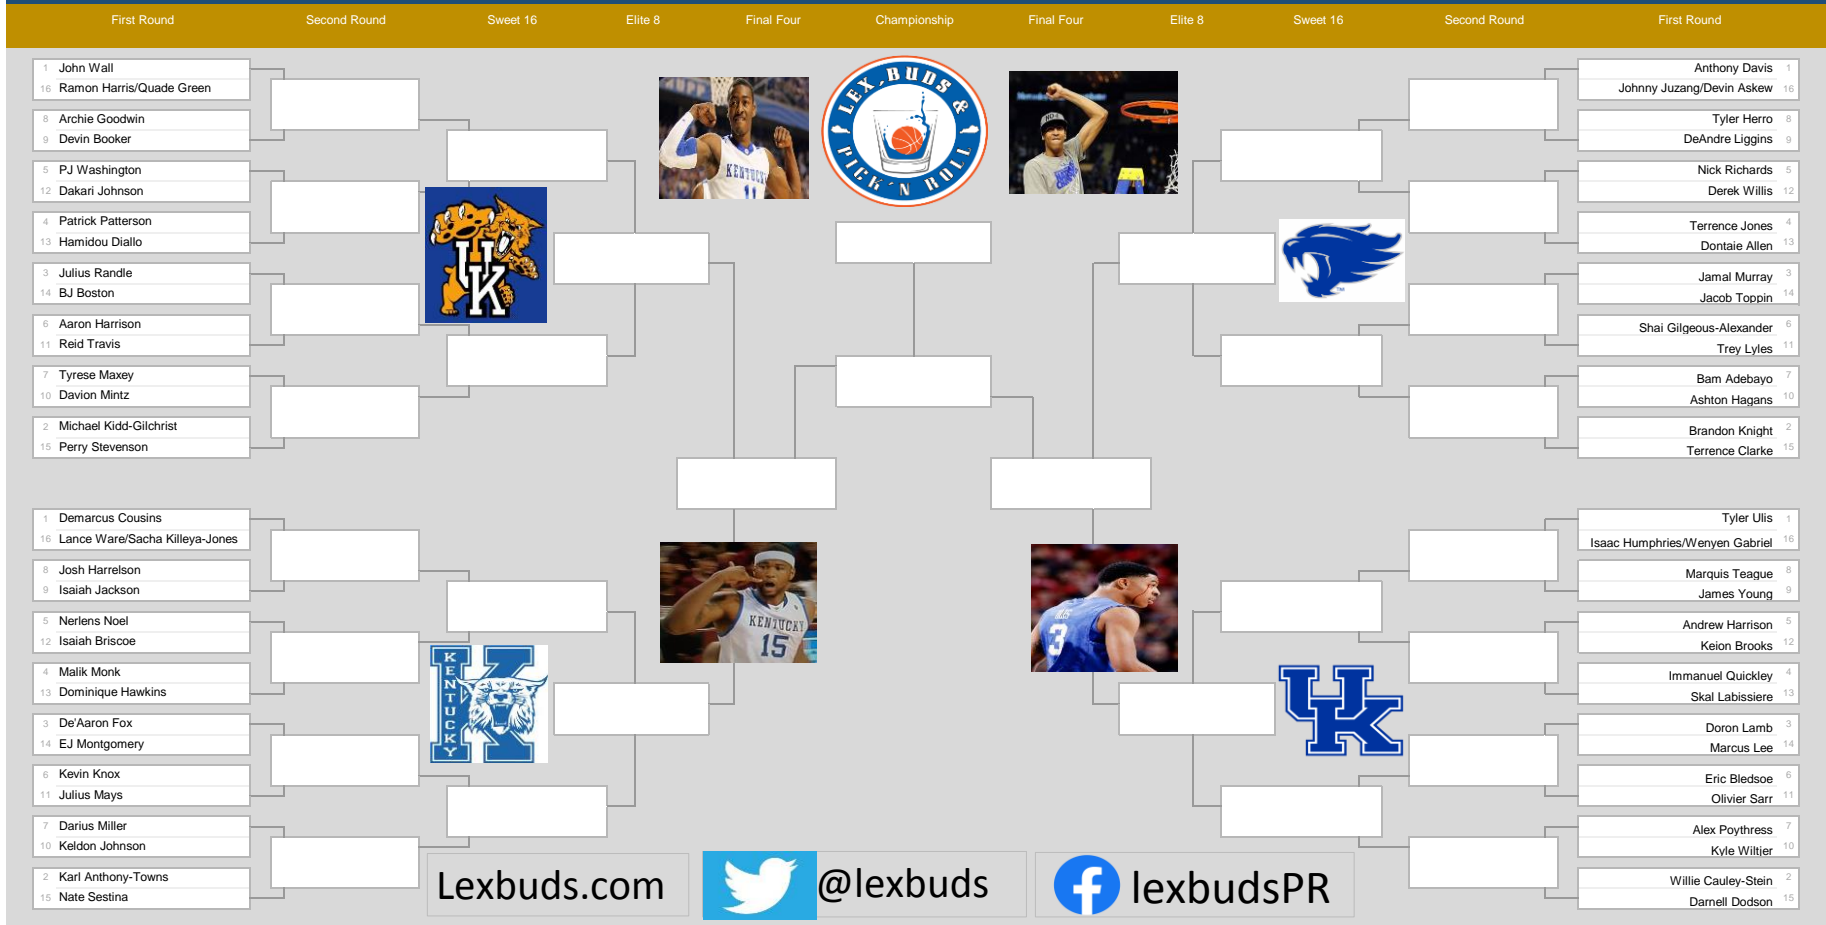 First Round Second Round Sweet 16 Elite 8 Final Four Championship Final Four Elite 8 Sweet 16 Second Round First Round
1 John Wall
16 Ramon Harris/Quade Green
8 Archie Goodwin
9 Devin Booker
5 PJ Washington
12 Dakari Johnson
4 Patrick Patterson
13 Hamidou Diallo
3 Julius Randle
14 BJ Boston
6 Aaron Harrison
11 Reid Travis
7 Tyrese Maxey
10 Davion Mintz
2 Michael Kidd-Gilchrist
15 Perry Stevenson
1 Demarcus Cousins
16 Lance Ware/Sacha Killeya-Jones
8 Josh Harrelson
9 Isaiah Jackson
5 Nerlens Noel
12 Isaiah Briscoe
4 Malik Monk
13 Dominique Hawkins
3 De'Aaron Fox
14 EJ Montgomery
6 Kevin Knox
11 Julius Mays
7 Darius Miller
10 Keldon Johnson
2 Karl Anthony-Towns
15 Nate Sestina
UK
KENTUCKY
KENTUCKY
11
LEX, BUDS &
PICK 'N ROLL
KENTUCKY
15
3
UK
Anthony Davis 1
Johnny Juzang/Devin Askew 16
Tyler Herro 8
DeAndre Liggins 9
Nick Richards 5
Derek Willis 12
Terrence Jones 4
Dontaie Allen 13
Jamal Murray 3
Jacob Toppin 14
Shai Gilgeous-Alexander 6
Trey Lyles 11
Bam Adebayo 7
Ashton Hagans 10
Brandon Knight 2
Terrence Clarke 15
Tyler Ulis 1
Isaac Humphries/Wenyen Gabriel 16
Marquis Teague 8
James Young 9
Andrew Harrison 5
Keion Brooks 12
Immanuel Quickley 4
Skal Labissiere 13
Doron Lamb 3
Marcus Lee 14
Eric Bledsoe 6
Olivier Sarr 11
Alex Poythress 7
Kyle Wiltjer 10
Willie Cauley-Stein 2
Darnell Dodson 15
Lexbuds.com
@lexbuds
lexbudsPR